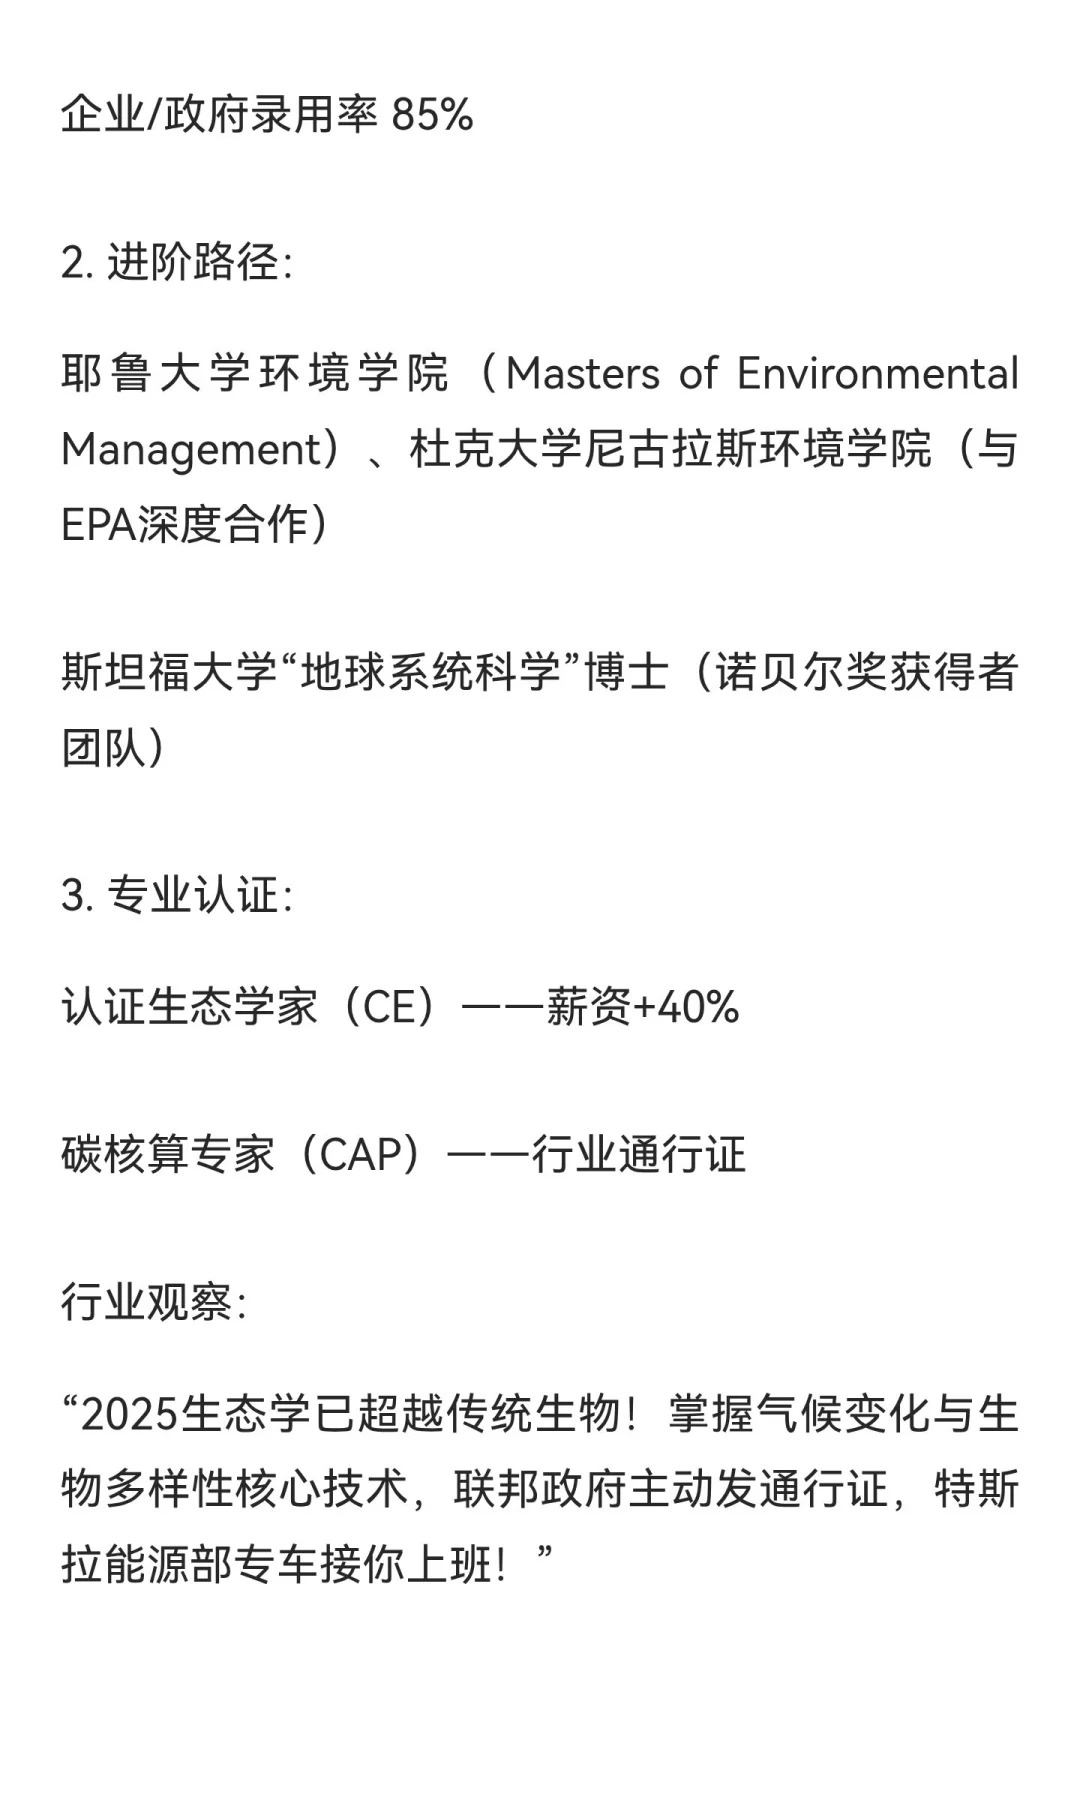 企业/政府录用率 85%
2. 进阶路径：
耶鲁大学环境学院（Masters of Environmental
Management）、杜克大学尼古拉斯环境学院（与
EPA深度合作）
斯坦福大学“地球系统科学”博士（诺贝尔奖获得者
团队）
3. 专业认证：
认证生态学家（CE）——薪资+40%
碳核算专家（CAP）——行业通行证
行业观察：
“2025生态学已超越传统生物！掌握气候变化与生
物多样性核心技术，联邦政府主动发通行证，特斯
拉能源部专车接你上班！”